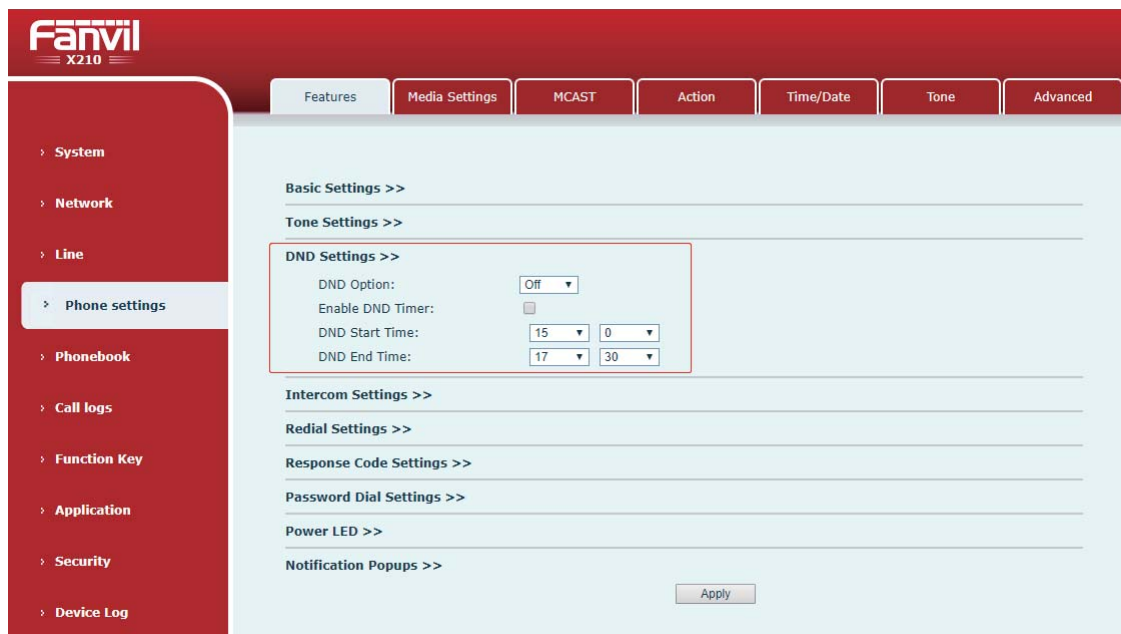 Fanvil
X210
Features Media Settings MCAST Action Time/Date Tone Advanced
› System
› Network
› Line
› Phone settings
› Phonebook
› Call logs
› Function Key
› Application
› Security
› Device Log
Basic Settings >>
Tone Settings >>
DND Settings >>
DND Option: Off
Enable DND Timer:
DND Start Time: 15 0
DND End Time: 17 30
Intercom Settings >>
Redial Settings >>
Response Code Settings >>
Password Dial Settings >>
Power LED >>
Notification Popups >>
Apply